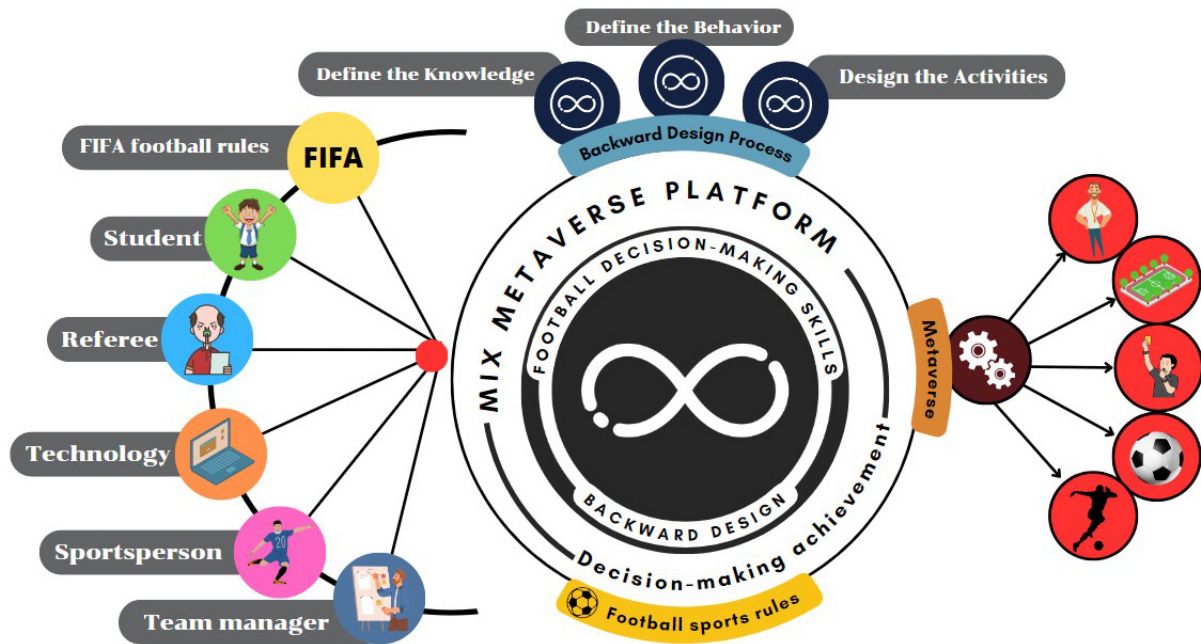 Define the Behavior
Define the Knowledge
Design the Activities
Backward Design Process
FIFA football rules
FIFA
Student
Referee
Technology
Sportsperson
20
Team manager
MIX METAVERSE PLATFORM
FOOTBALL DECISION-MAKING SKILLS
BACKWARD DESIGN
Decision-making achievement
Football sports rules
Metaverse